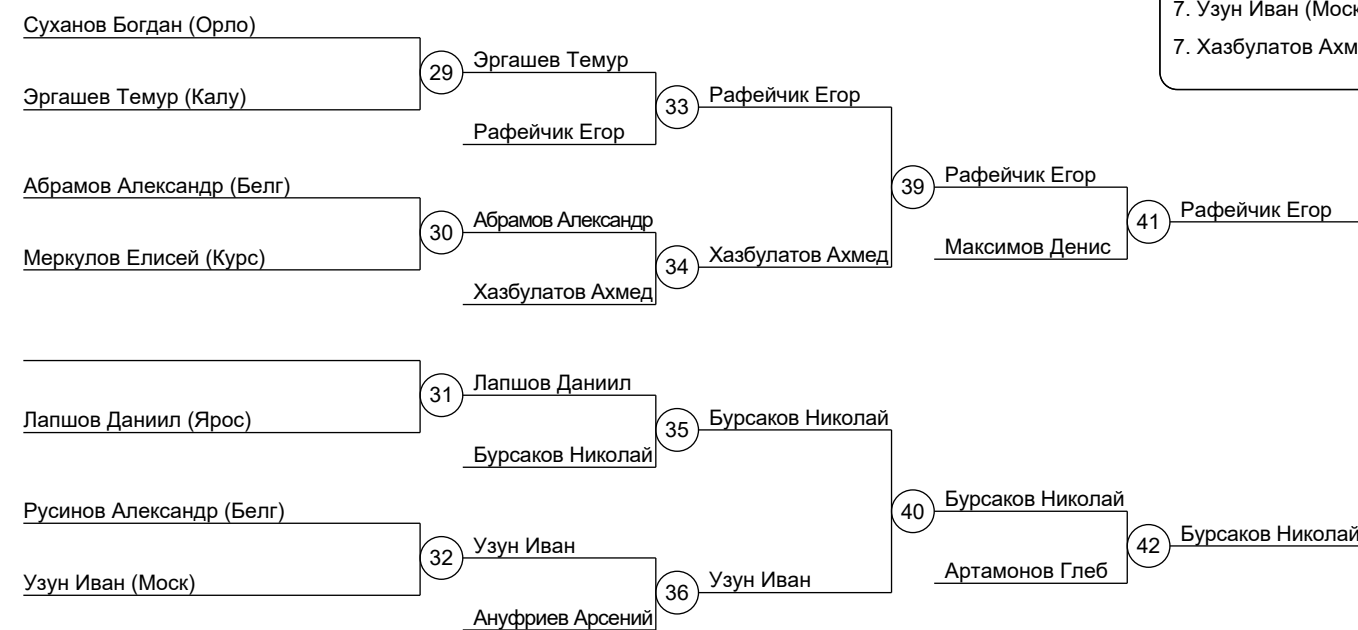 7. Узун Иван (Моск
7. Хазбулатов Ахм
Суханов Богдан (Орло)
Эргашев Темур (Калу)
29
Эргашев Темур
Рафейчик Егор
33
Рафейчик Егор
Абрамов Александр (Белг)
Меркулов Елисей (Курс)
30
Абрамов Александр
Хазбулатов Ахмед
34
Хазбулатов Ахмед
39
Рафейчик Егор
Максимов Денис
41
Рафейчик Егор
Лапшов Даниил (Ярос)
31
Лапшов Даниил
Бурсаков Николай
35
Бурсаков Николай
Русинов Александр (Белг)
Узун Иван (Моск)
32
Узун Иван
Ануфриев Арсений
36
Узун Иван
40
Бурсаков Николай
Артамонов Глеб
42
Бурсаков Николай